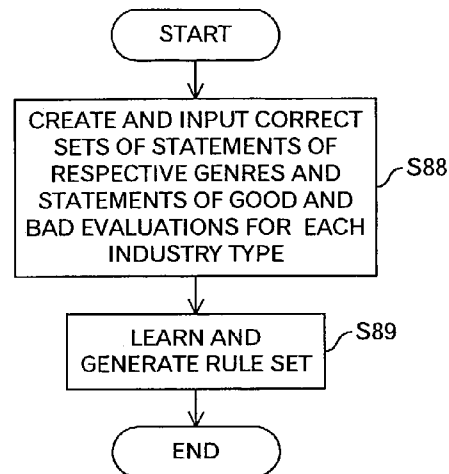 START
CREATE AND INPUT CORRECT
SETS OF STATEMENTS OF
RESPECTIVE GENRES AND
STATEMENTS OF GOOD AND
BAD EVALUATIONS FOR EACH
INDUSTRY TYPE
S88
LEARN AND
GENERATE RULE SET
S89
END